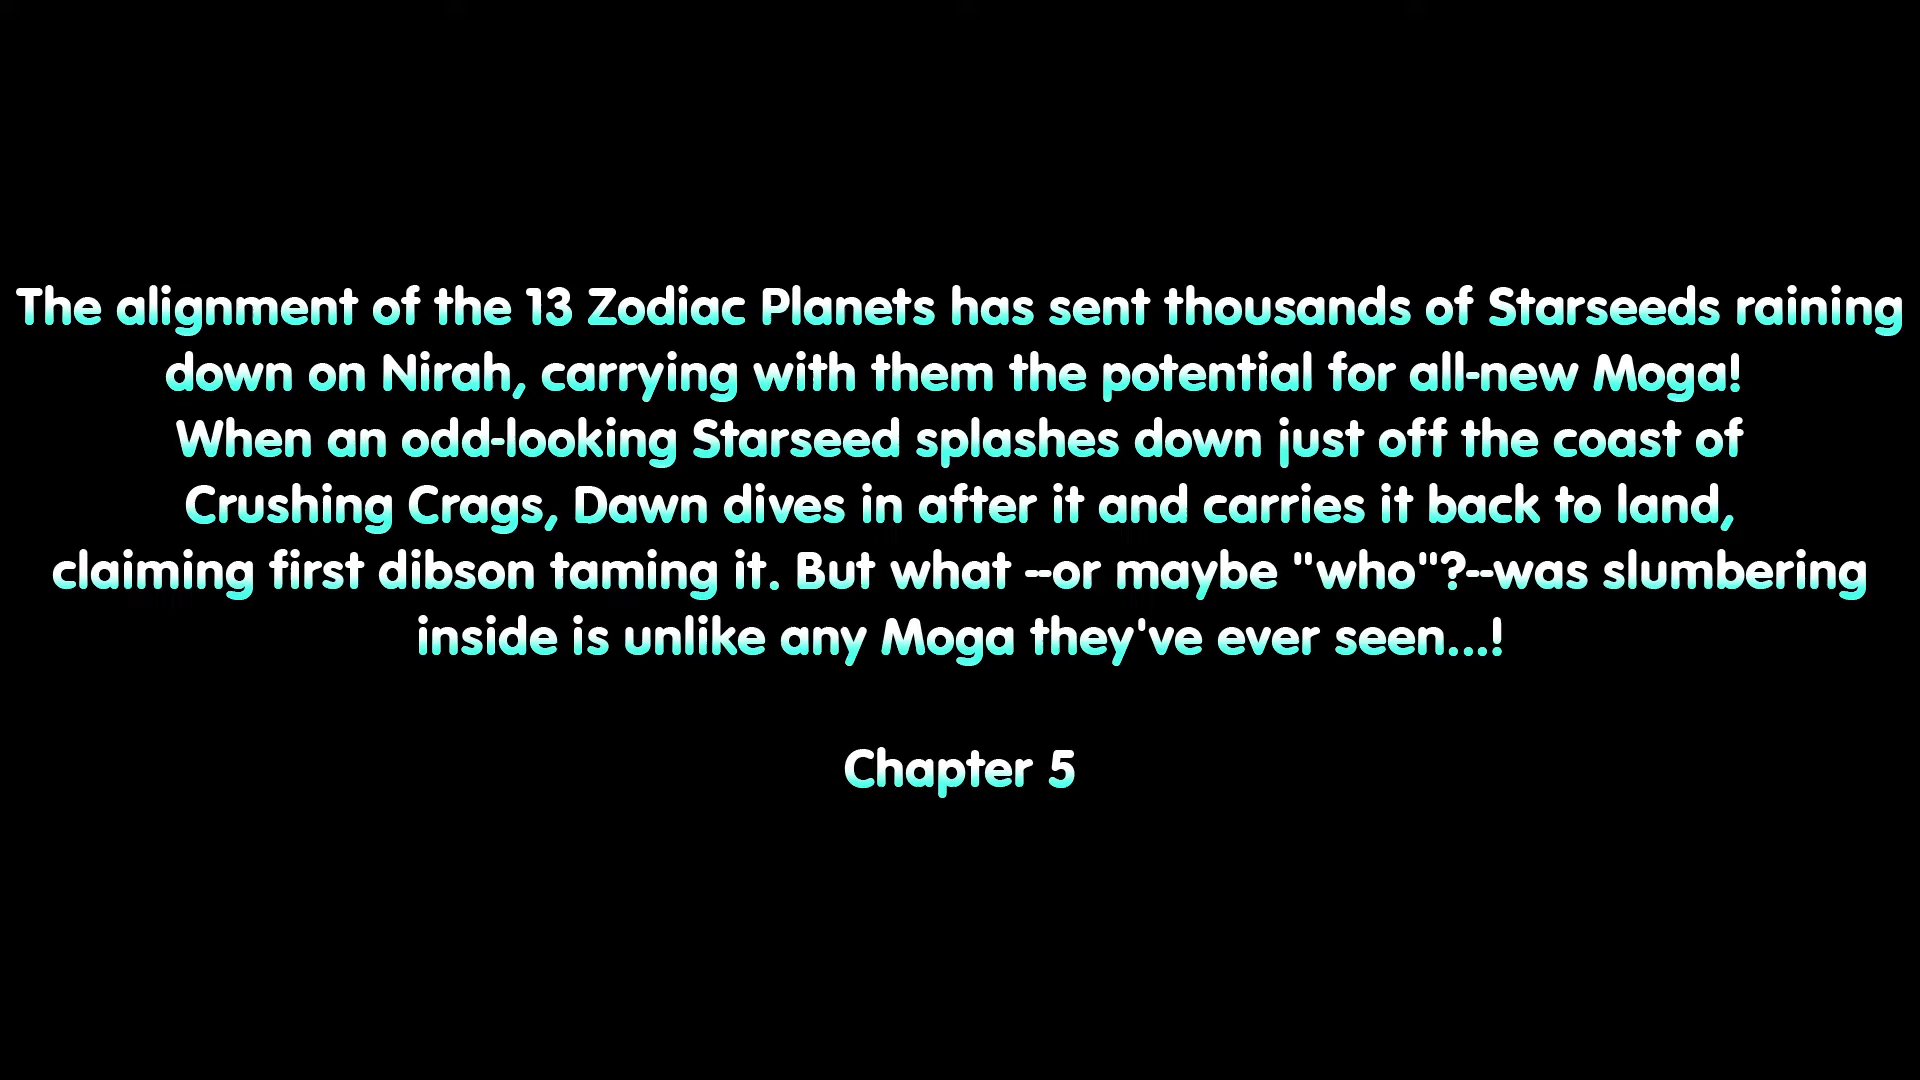 The alignment of the 13 Zodiac Planets has sent thousands of Starseeds raining
down on Nirah, carrying with them the potential for all-new Moga!
When an odd-looking Starseed splashes down just off the coast of
Crushing Crags, Dawn dives in after it and carries it back to land,
claiming first dibson taming it. But what --or maybe "who"?--was slumbering
inside is unlike any Moga they've ever seen...!
Chapter 5